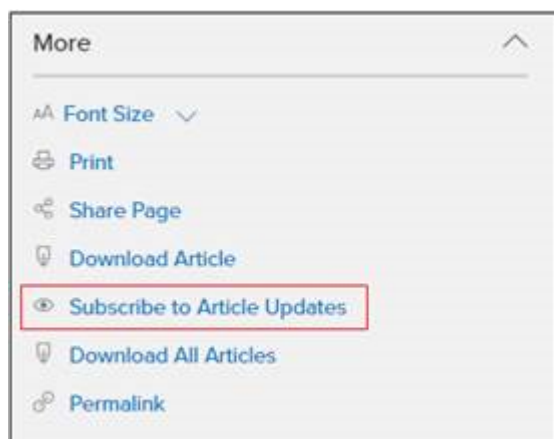 More
AA Font Size
Print
Share Page
Download Article
Subscribe to Article Updates
Download All Articles
Permalink